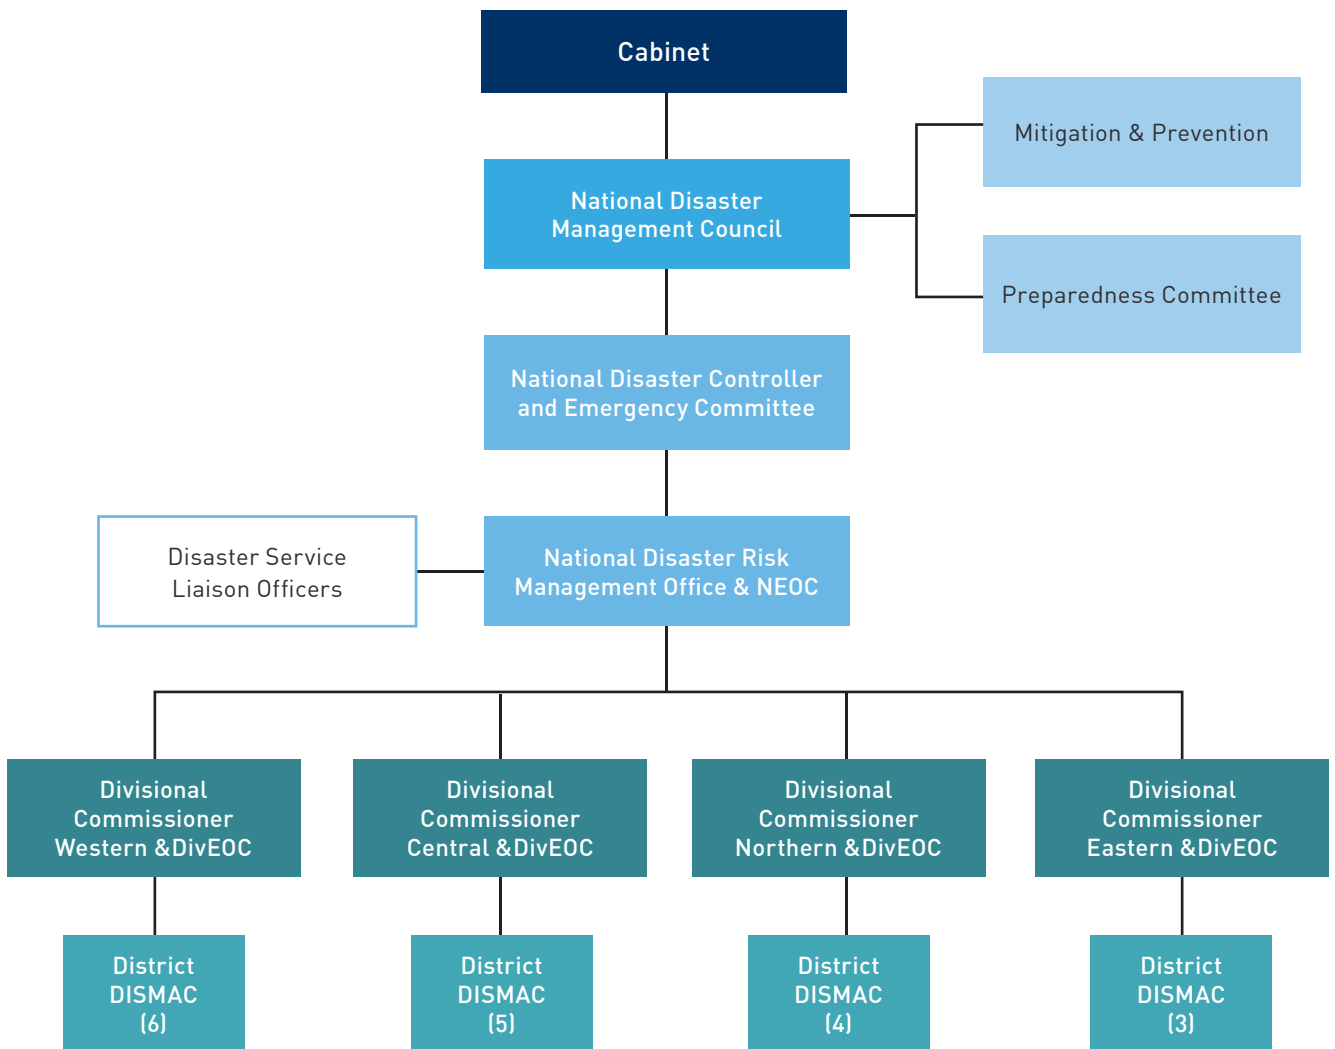 Cabinet
Mitigation & Prevention
National Disaster
Management Council
Preparedness Committee
National Disaster Controller
and Emergency Committee
Disaster Service
Liaison Officers
National Disaster Risk
Management Office & NEOC
Divisional
Commissioner
Western &DivEOC
Divisional
Commissioner
Central &DivEOC
Divisional
Commissioner
Northern &DivEOC
Divisional
Commissioner
Eastern &DivEOC
District
DISMAC
(6)
District
DISMAC
(5)
District
DISMAC
(4)
District
DISMAC
(3)